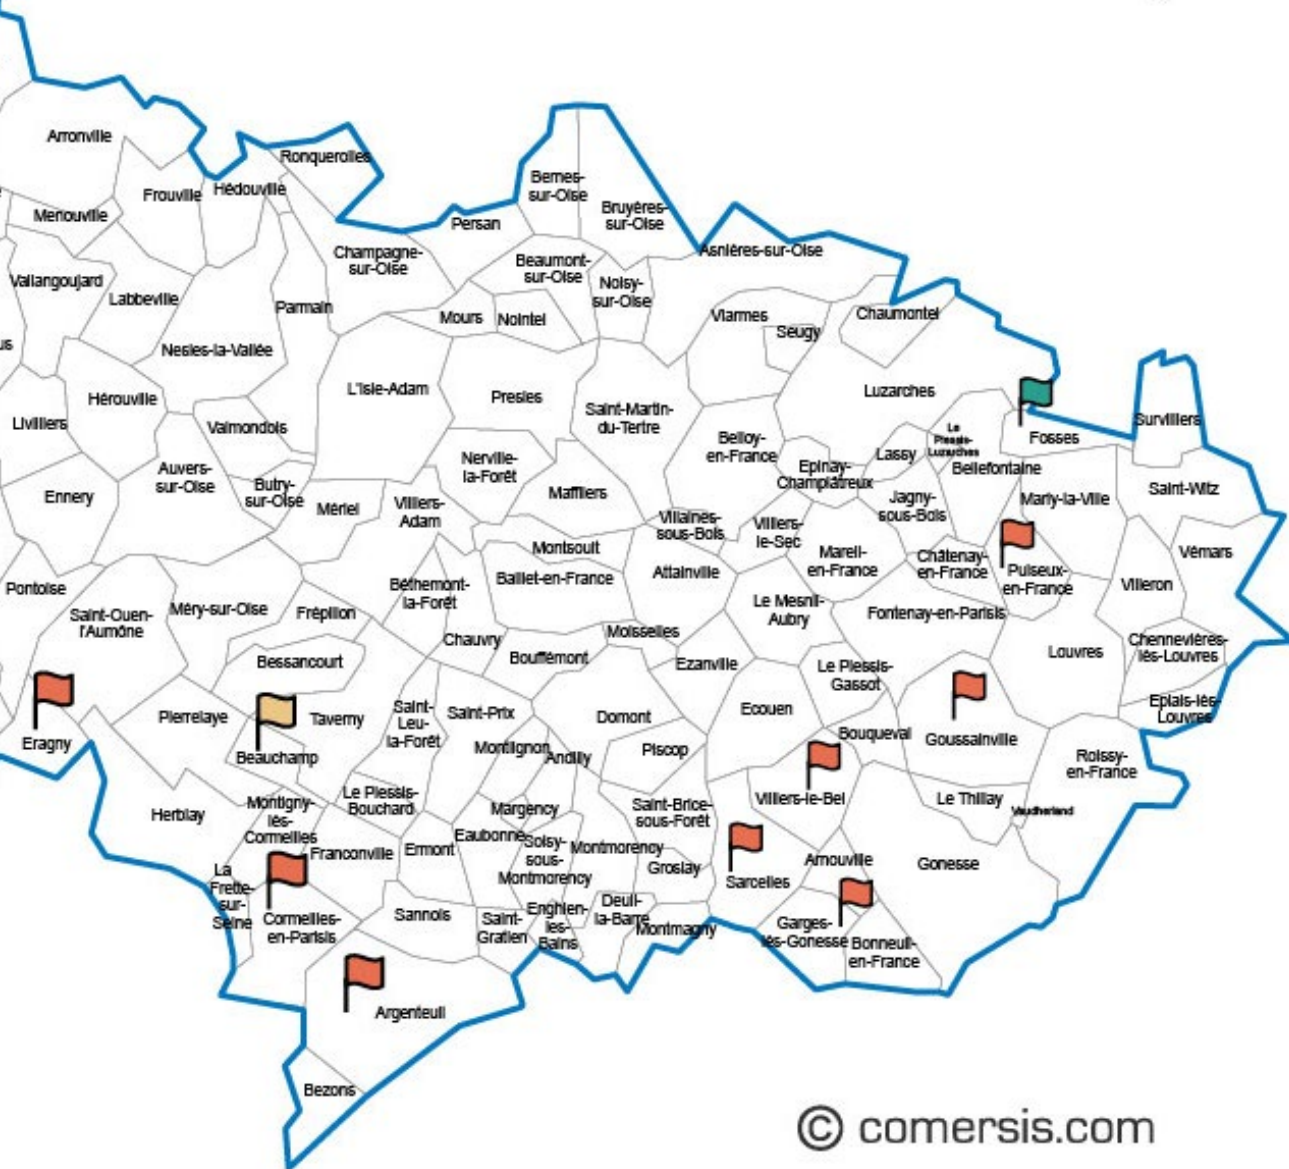 Arronville
Ronquerolles
Frouville
Hédouville
Bernes-
sur-Oise
Menouville
Bruyères-
sur-Oise
Persan
Champagne-
sur-Oise
Asnières-sur-Oise
Beaumont-
sur-Oise
Vallangoujard
Noisy-
sur-Oise
Labbeville
Parmain
Mours
Nointel
Viarmes
Seugy
Chaumontel
us
Nesles-la-Vallée
L'Isle-Adam
Presles
Luzarches
Hérouville
Saint-Martin-
du-Tertre
Livilliers
Valmondois
Survilliers
Le
Plessis-
Luzarches
Fosses
Belloy-
en-France
Lassy
Bellefontaine
Epinay-
Champlâtreux
Nerville-
la-Forêt
Auvers-
sur-Oise
Ennery
Butry-
sur-Oise
Mériel
Villiers-
Adam
Maffliers
Jagny-
sous-Bois
Marly-la-Ville
Saint-Witz
Villaines-
sous-Bois
Villiers-
le-Sec
Montsoult
Mareil-
en-France
Châtenay-
en-France
Vémars
Pontoise
Béthemont-
la-Forêt
Baillet-en-France
Attainville
Puiseux-
en-France
Villeron
Saint-Ouen-
l'Aumône
Méry-sur-Oise
Frépillon
Le Mesnil-
Aubry
Fontenay-en-Parisis
Chauvry
Moisselles
Bouffémont
Ezanville
Louvres
Chennevières-
lès-Louvres
Bessancourt
Le Plessis-
Gassot
Epiais-lès-
Louvres
Pierrelaye
Taverny
Saint-
Leu-
la-Forêt
Saint-Prix
Domont
Ecouen
Eragny
Bouqueval
Goussainville
Beauchamp
Montlignon
Andilly
Piscop
Roissy-
en-France
Le Plessis-
Bouchard
Villiers-le-Bel
Le Thillay
Vaudherland
Herblay
Montigny-
lès-
Cormeilles
Margency
Saint-Brice-
sous-Forêt
Franconville
Ermont
Eaubonne
Soisy-
sous-
Montmorency
Montmorency
Groslay
Sarcelles
Arnouville
Gonesse
La
Frette-
sur-
Seine
Cormeilles-
en-Parisis
Sannois
Saint-
Gratien
Enghien-
les-
Bains
Deuil-
la-Barre
Montmagny
Garges-
lès-Gonesse
Bonneuil-
en-France
Argenteuil
Bezons
© comersis.com